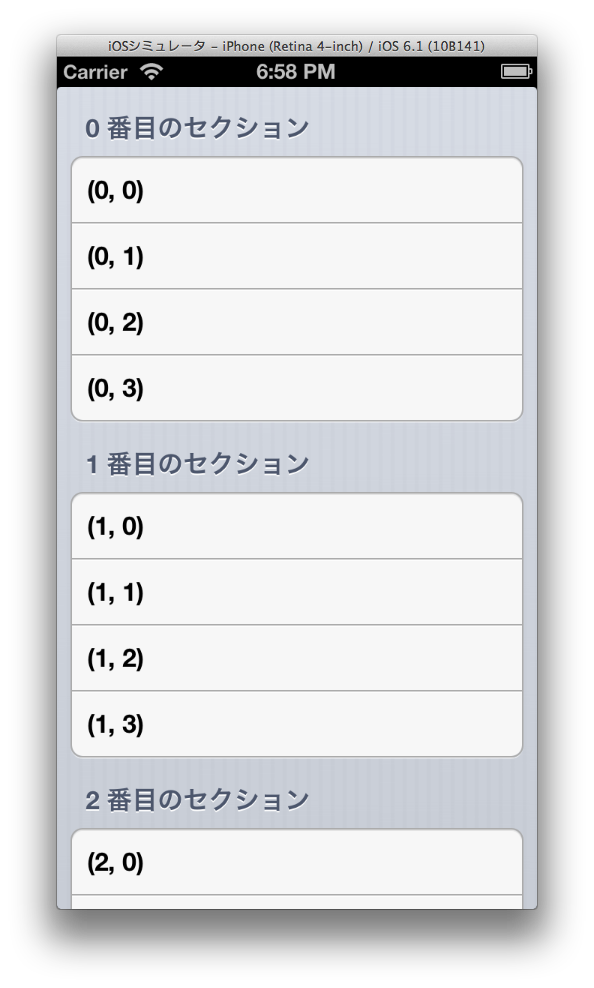 iOSシミュレータ - iPhone (Retina 4-inch) / iOS 6.1 (10B141)
Carrier 6:58 PM
0 番目のセクション
(0, 0)
(0, 1)
(0, 2)
(0, 3)
1 番目のセクション
(1, 0)
(1, 1)
(1, 2)
(1, 3)
2 番目のセクション
(2, 0)